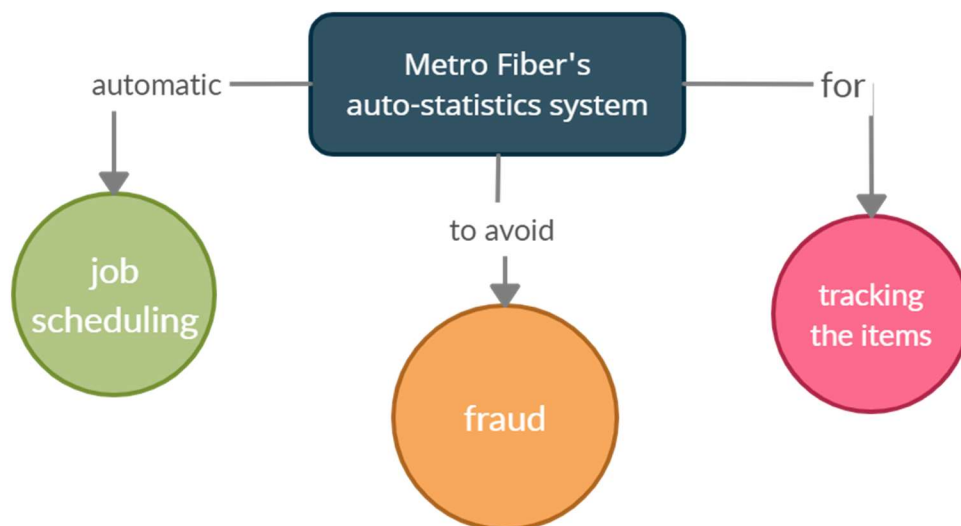 Metro Fiber's
auto-statistics system
automatic
for
job
scheduling
to avoid
fraud
tracking
the items